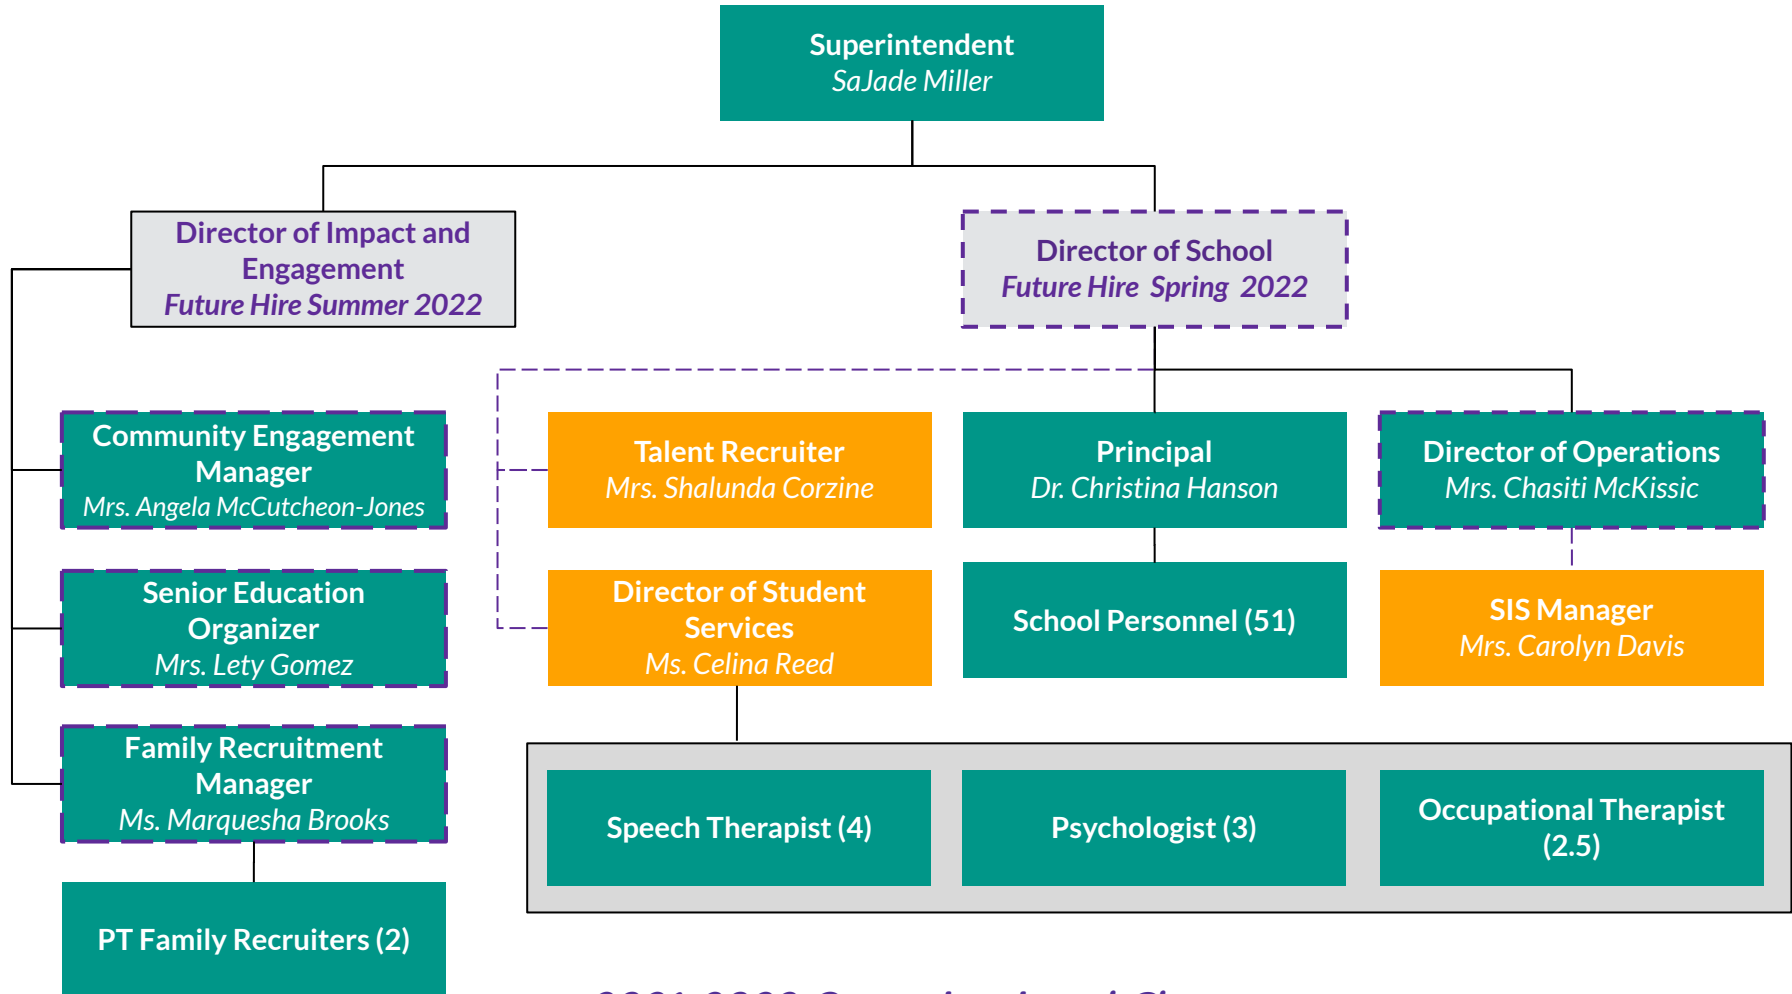 Superintendent
SaJade Miller
Director of Impact and
Engagement
Future Hire Summer 2022
Director of School
Future Hire Spring 2022
Community Engagement
Manager
Mrs. Angela McCutcheon-Jones
Talent Recruiter
Mrs. Shalunda Corzine
Principal
Dr. Christina Hanson
Director of Operations
Mrs. Chasiti McKissic
Senior Education
Organizer
Mrs. Lety Gomez
Director of Student
Services
Ms. Celina Reed
School Personnel (51)
SIS Manager
Mrs. Carolyn Davis
Family Recruitment
Manager
Ms. Marquesha Brooks
Speech Therapist (4)
Psychologist (3)
Occupational Therapist
(2.5)
PT Family Recruiters (2)